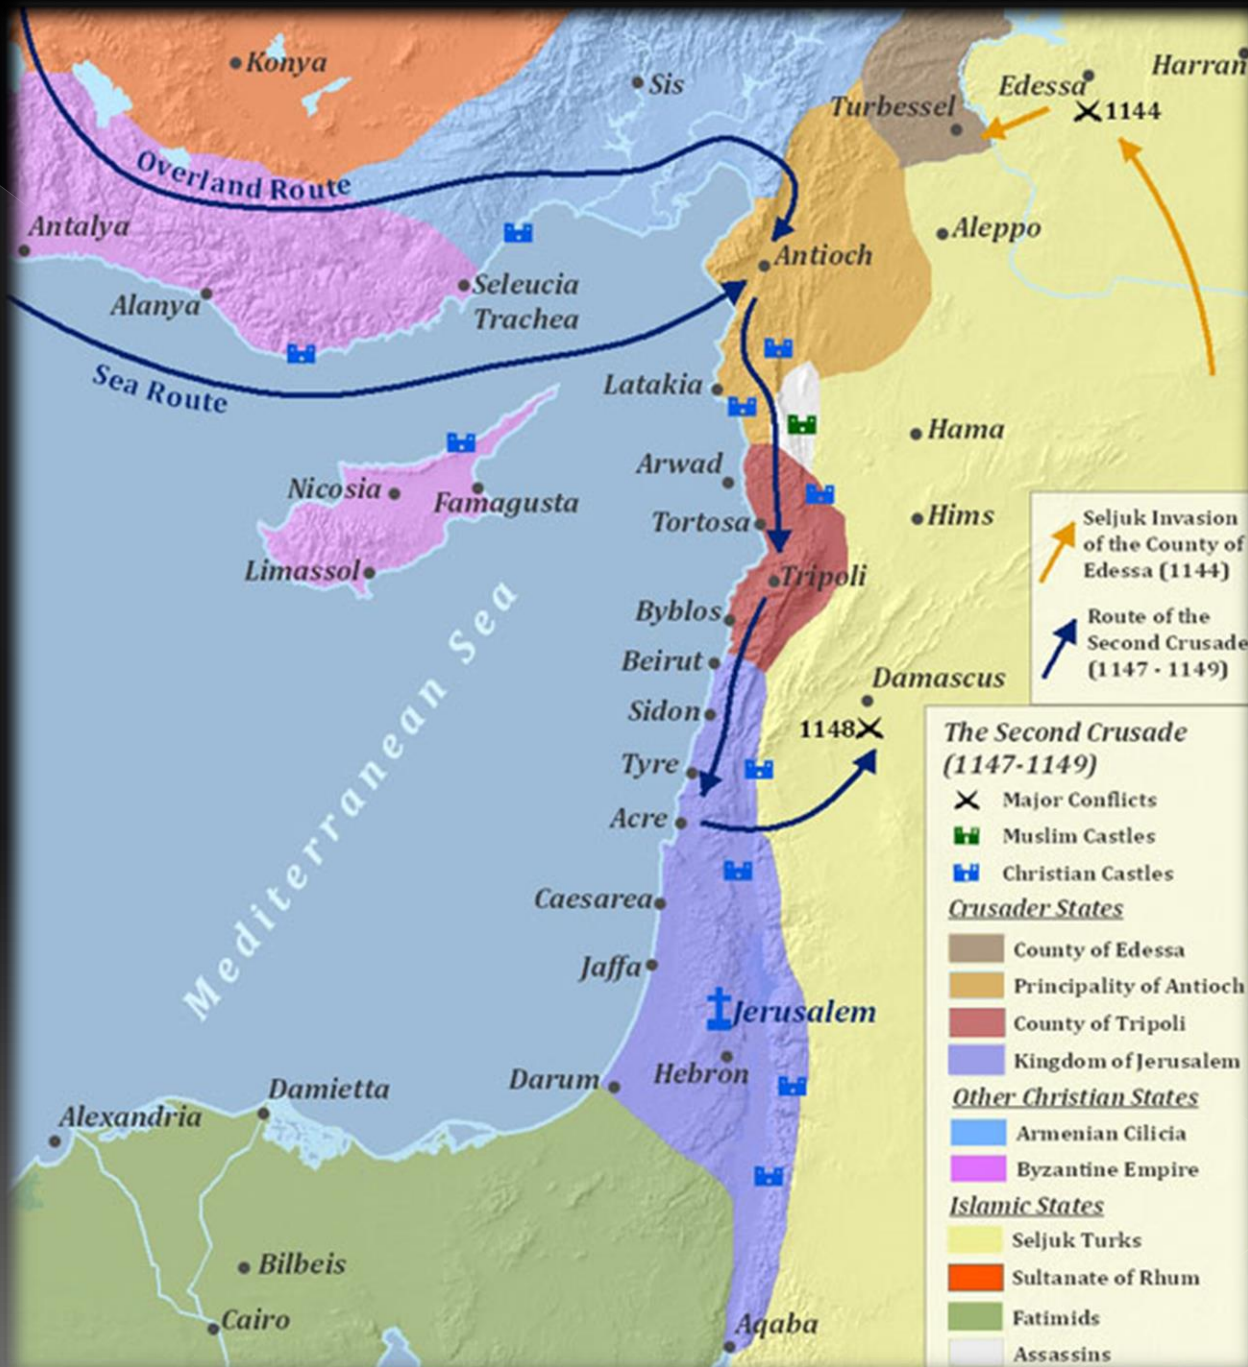 Konya
Sis
Turbessel
Edessa
Harran
1144
Overland Route
Antalya
Aleppo
Antioch
Alanya
Seleucia
Trachea
Sea Route
Latakia
Hama
Arwad
Nicosia
Famagusta
Tortosa
Hims
Limassol
Tripoli
Byblos
Beirut
Mediterranean Sea
Damascus
Sidon
1148
Tyre
Acre
Caesarea
Jaffa
Jerusalem
Hebron
Darum
Damietta
Alexandria
Bilbeis
Cairo
Aqaba
Seljuk Invasion
of the County of
Edessa (1144)
Route of the
Second Crusade
(1147 - 1149)
The Second Crusade
(1147-1149)
Major Conflicts
Muslim Castles
Christian Castles
Crusader States
County of Edessa
Principality of Antioch
County of Tripoli
Kingdom of Jerusalem
Other Christian States
Armenian Cilicia
Byzantine Empire
Islamic States
Seljuk Turks
Sultanate of Rhum
Fatimids
Assassins